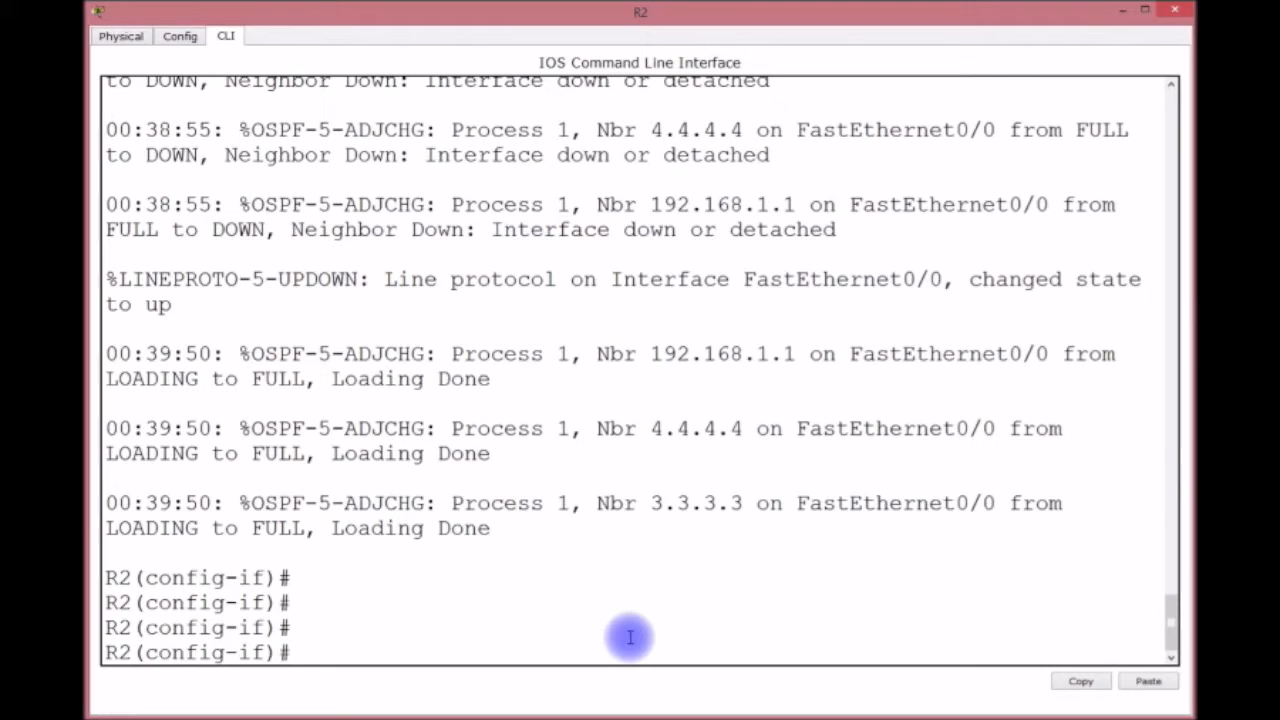 R2
Physical
Config
CLI
IOS Command Line Interface
to DOWN, Neighbor Down: Interface down or detached
00:38:55: %OSPF-5-ADJCHG: Process 1, Nbr 4.4.4.4 on FastEthernet0/0 from FULL
to DOWN, Neighbor Down: Interface down or detached
00:38:55: %OSPF-5-ADJCHG: Process 1, Nbr 192.168.1.1 on FastEthernet0/0 from
FULL to DOWN, Neighbor Down: Interface down or detached
%LINEPROTO-5-UPDOWN: Line protocol on Interface FastEthernet0/0, changed state
to up
00:39:50: %OSPF-5-ADJCHG: Process 1, Nbr 192.168.1.1 on FastEthernet0/0 from
LOADING to FULL, Loading Done
00:39:50: %OSPF-5-ADJCHG: Process 1, Nbr 4.4.4.4 on FastEthernet0/0 from
LOADING to FULL, Loading Done
00:39:50: %OSPF-5-ADJCHG: Process 1, Nbr 3.3.3.3 on FastEthernet0/0 from
LOADING to FULL, Loading Done
R2(config-if)#
R2(config-if)#
R2(config-if)#
R2(config-if)#
Copy
Paste